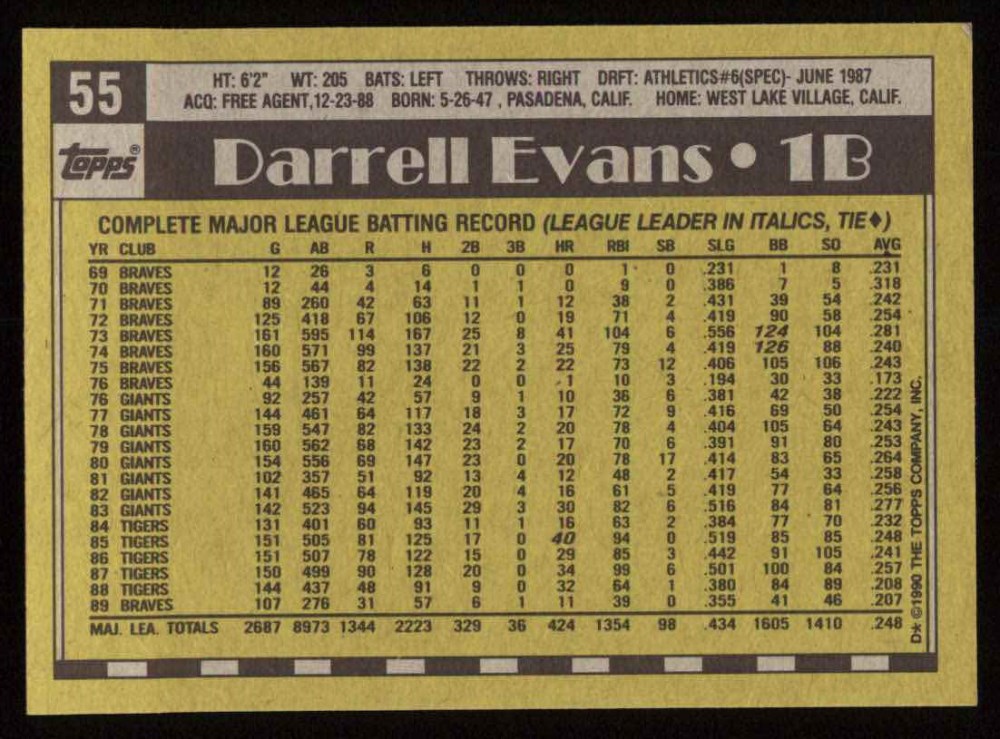 55
HT: 6'2" WT: 205 BATS: LEFT THROWS: RIGHT DRFT: ATHLETICS#6(SPEC)- JUNE 1987
ACQ: FREE AGENT,12-23-88 BORN: 5-26-47 , PASADENA, CALIF. HOME: WEST LAKE VILLAGE, CALIF.
topps®
Darrell Evans • 1B
COMPLETE MAJOR LEAGUE BATTING RECORD (LEAGUE LEADER IN ITALICS, TIE♦)
YR CLUB G AB R H 2B 3B HR RBI SB SLG BB SO AVG
69 BRAVES 12 26 3 6 0 0 0 1 0 .231 1 8 .231
70 BRAVES 12 44 4 14 1 1 0 9 0 .386 7 5 .318
71 BRAVES 89 260 42 63 11 1 12 38 2 .431 39 54 .242
72 BRAVES 125 418 67 106 12 0 19 71 4 .419 90 58 .254
73 BRAVES 161 595 114 167 25 8 41 104 6 .556 124 104 .281
74 BRAVES 160 571 99 137 21 3 25 79 4 .419 126 88 .240
75 BRAVES 156 567 82 138 22 2 22 73 12 .406 105 106 .243
76 BRAVES 44 139 11 24 0 0 1 10 3 .194 30 33 .173
76 GIANTS 92 257 42 57 9 1 10 36 6 .381 42 38 .222
77 GIANTS 144 461 64 117 18 3 17 72 9 .416 69 50 .254
78 GIANTS 159 547 82 133 24 2 20 78 4 .404 105 64 .243
79 GIANTS 160 562 68 142 23 2 17 70 6 .391 91 80 .253
80 GIANTS 154 556 69 147 23 0 20 78 17 .414 83 65 .264
81 GIANTS 102 357 51 92 13 4 12 48 2 .417 54 33 .258
82 GIANTS 141 465 64 119 20 4 16 61 5 .419 77 64 .256
83 GIANTS 142 523 94 145 29 3 30 82 6 .516 84 81 .277
84 TIGERS 131 401 60 93 11 1 16 63 2 .384 77 70 .232
85 TIGERS 151 505 81 125 17 0 40 94 0 .519 85 85 .248
86 TIGERS 151 507 78 122 15 0 29 85 3 .442 91 105 .241
87 TIGERS 150 499 90 128 20 0 34 99 6 .501 100 84 .257
88 TIGERS 144 437 48 91 9 0 32 64 1 .380 84 89 .208
89 BRAVES 107 276 31 57 6 1 11 39 0 .355 41 46 .207
MAJ. LEA. TOTALS 2687 8973 1344 2223 329 36 424 1354 98 .434 1605 1410 .248
D* ©1990 THE TOPPS COMPANY, INC.